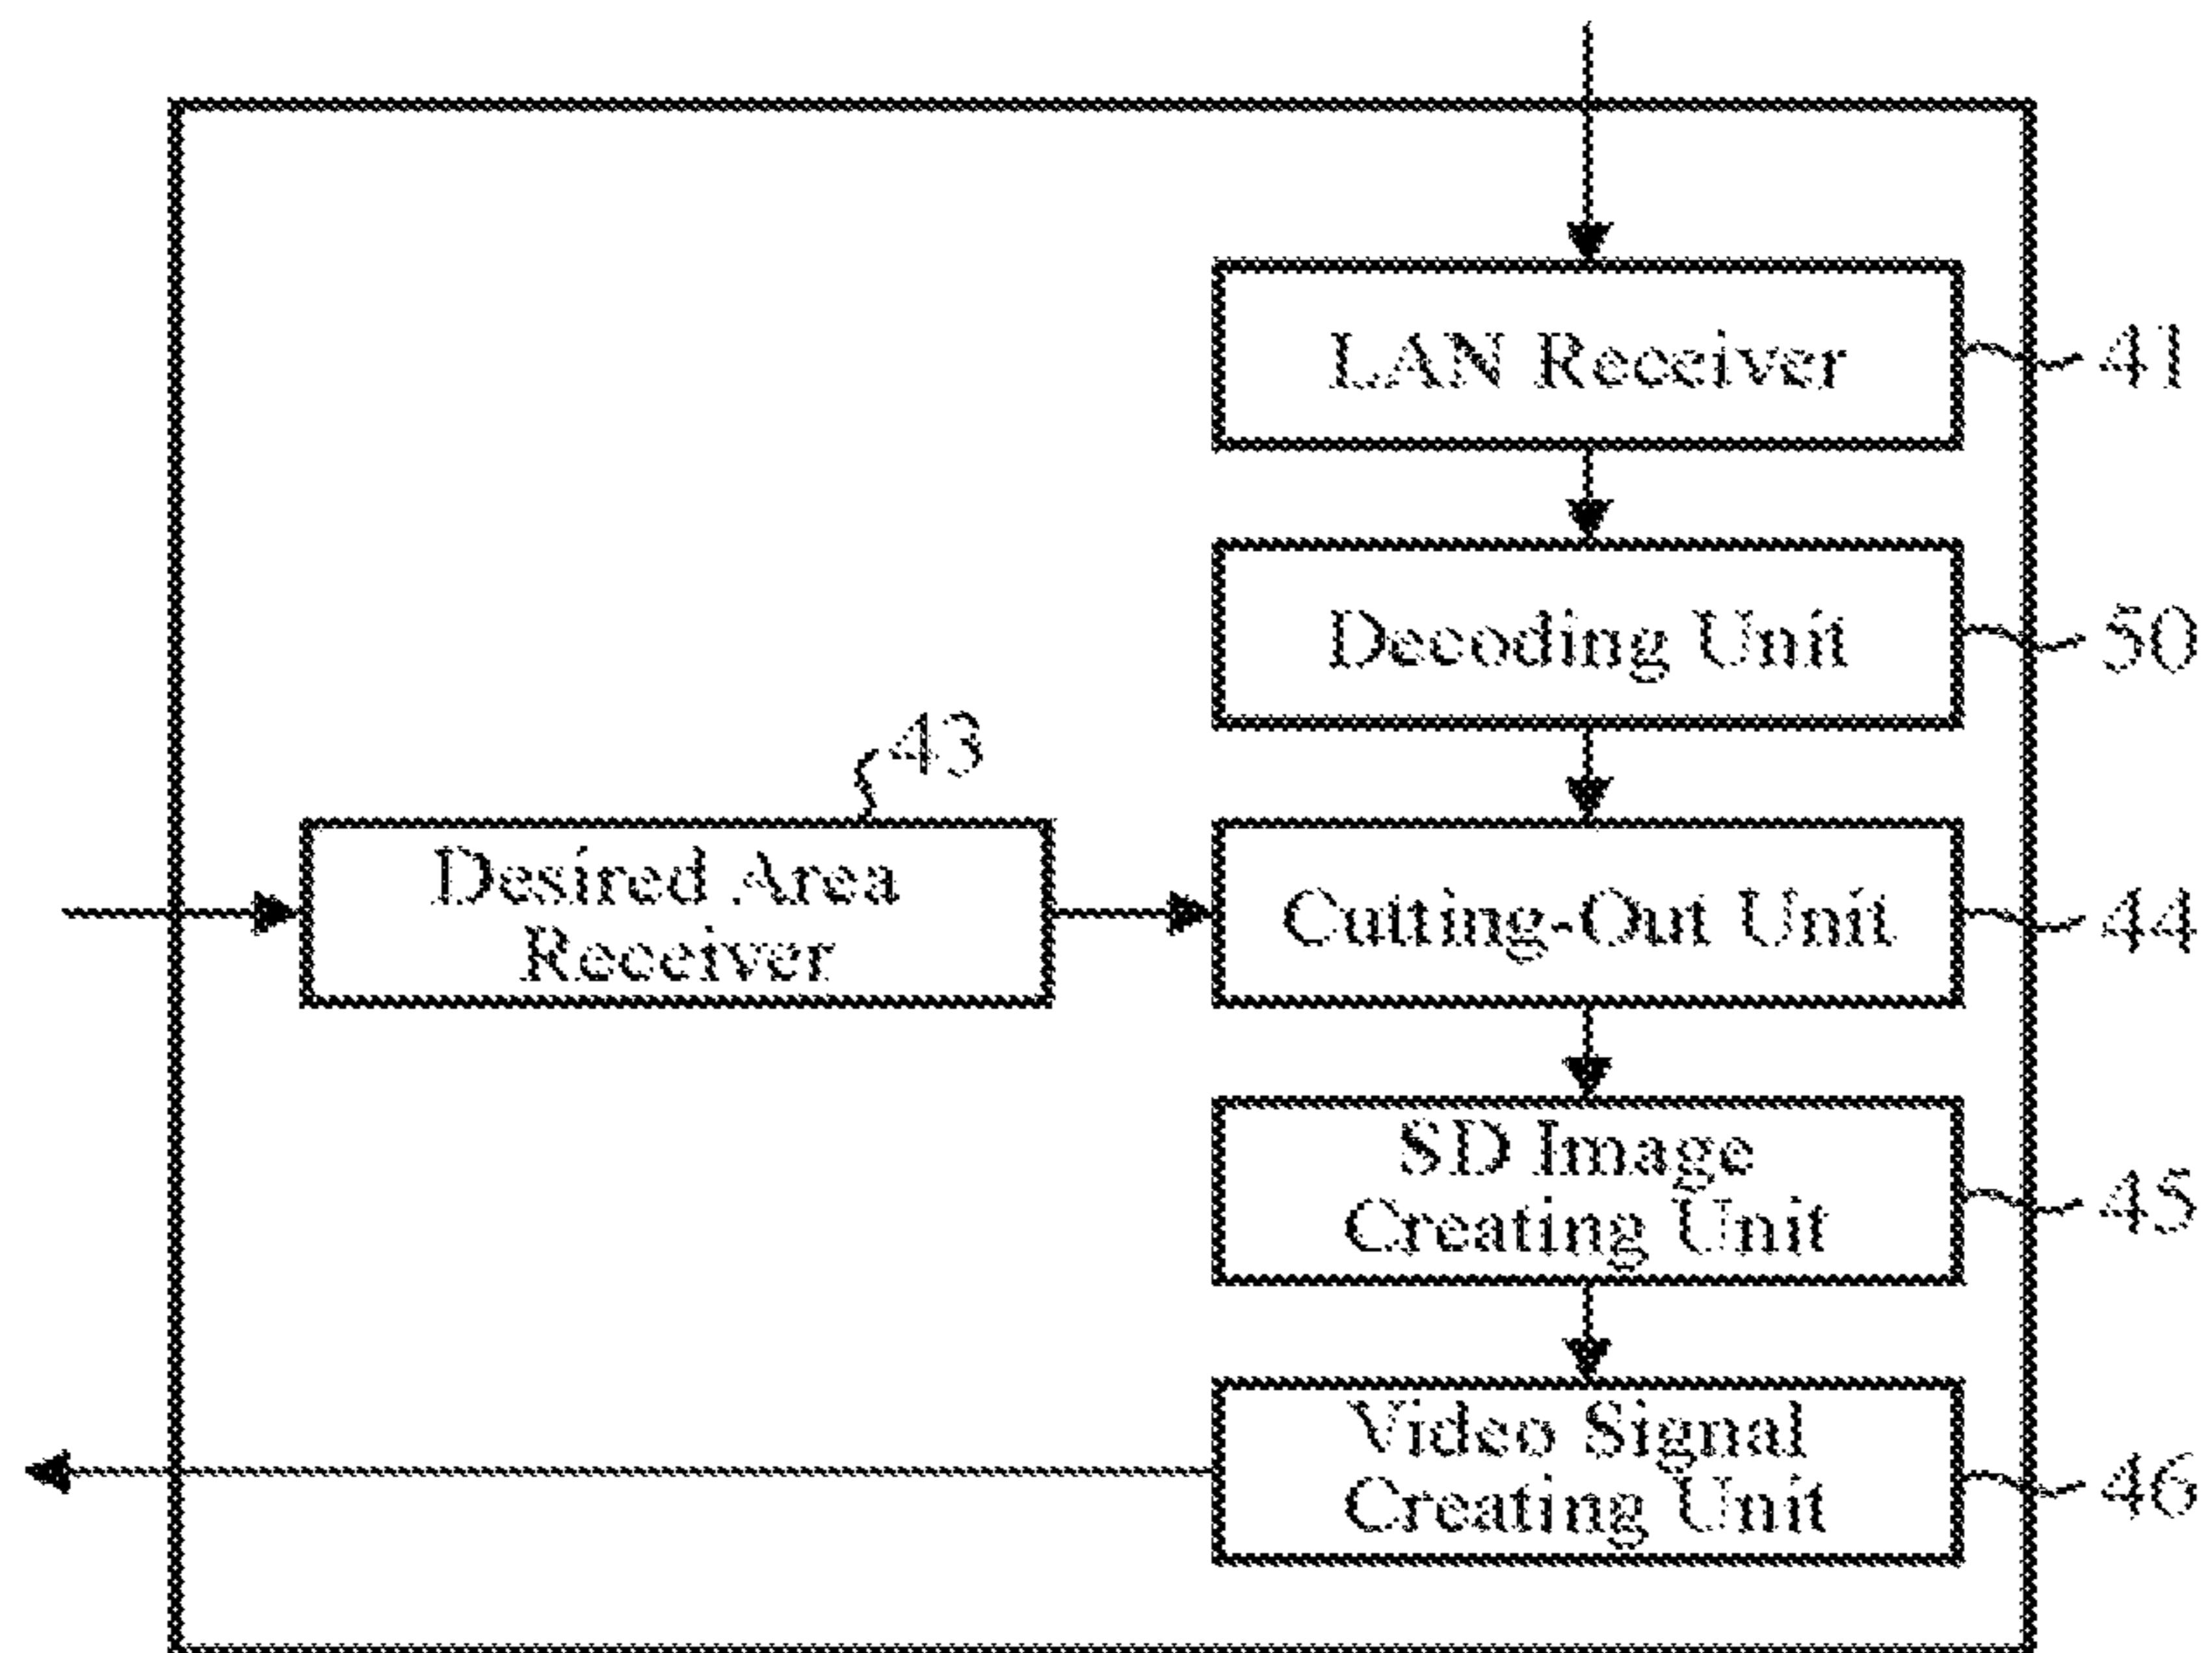 LAN Receiver
41
Decoding Unit
50
43
Desired Area
Receiver
Cutting-Out Unit
44
SD Image
Creating Unit
45
Video Signal
Creating Unit
46